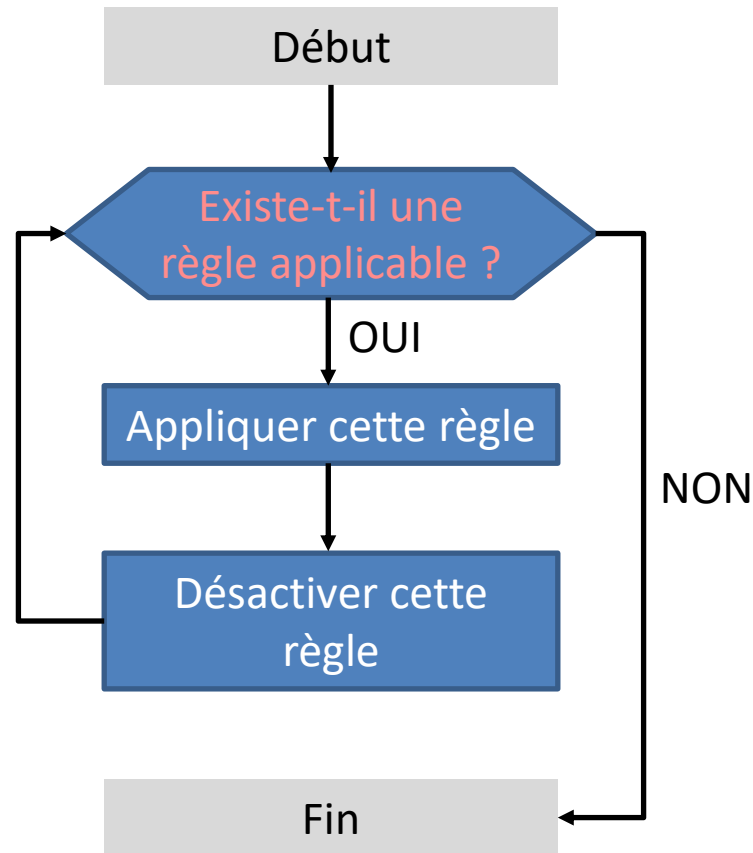 Début
Existe-t-il une
règle applicable ?
OUI
Appliquer cette règle
NON
Désactiver cette
règle
Fin